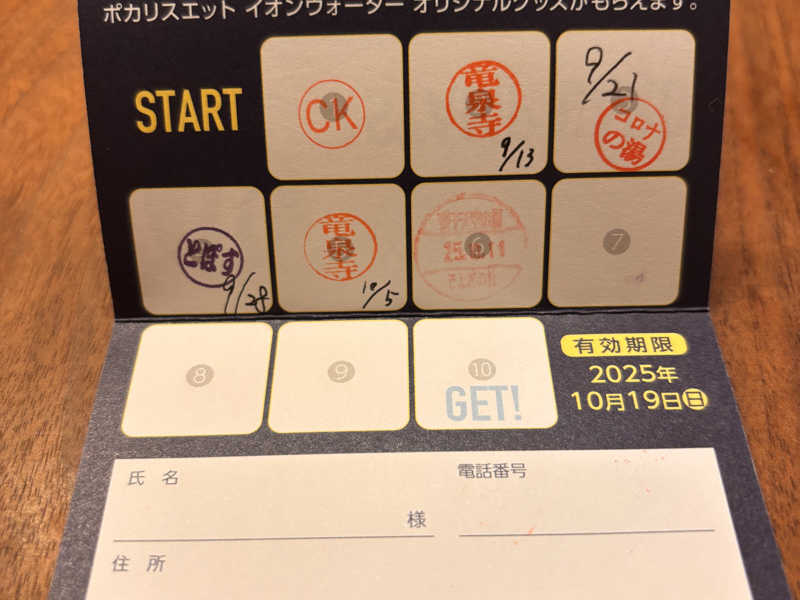 ポカリスエット イオンウォーター オリジナルグッズがもらえます。
START
CK
竜泉寺
9/13
9/21
コロナの湯
とぽす
9/28
竜泉寺
10/5
6
7
8
9
10
GET!
有効期限
2025年
10月19日(日)
氏 名
電話番号
様
住 所